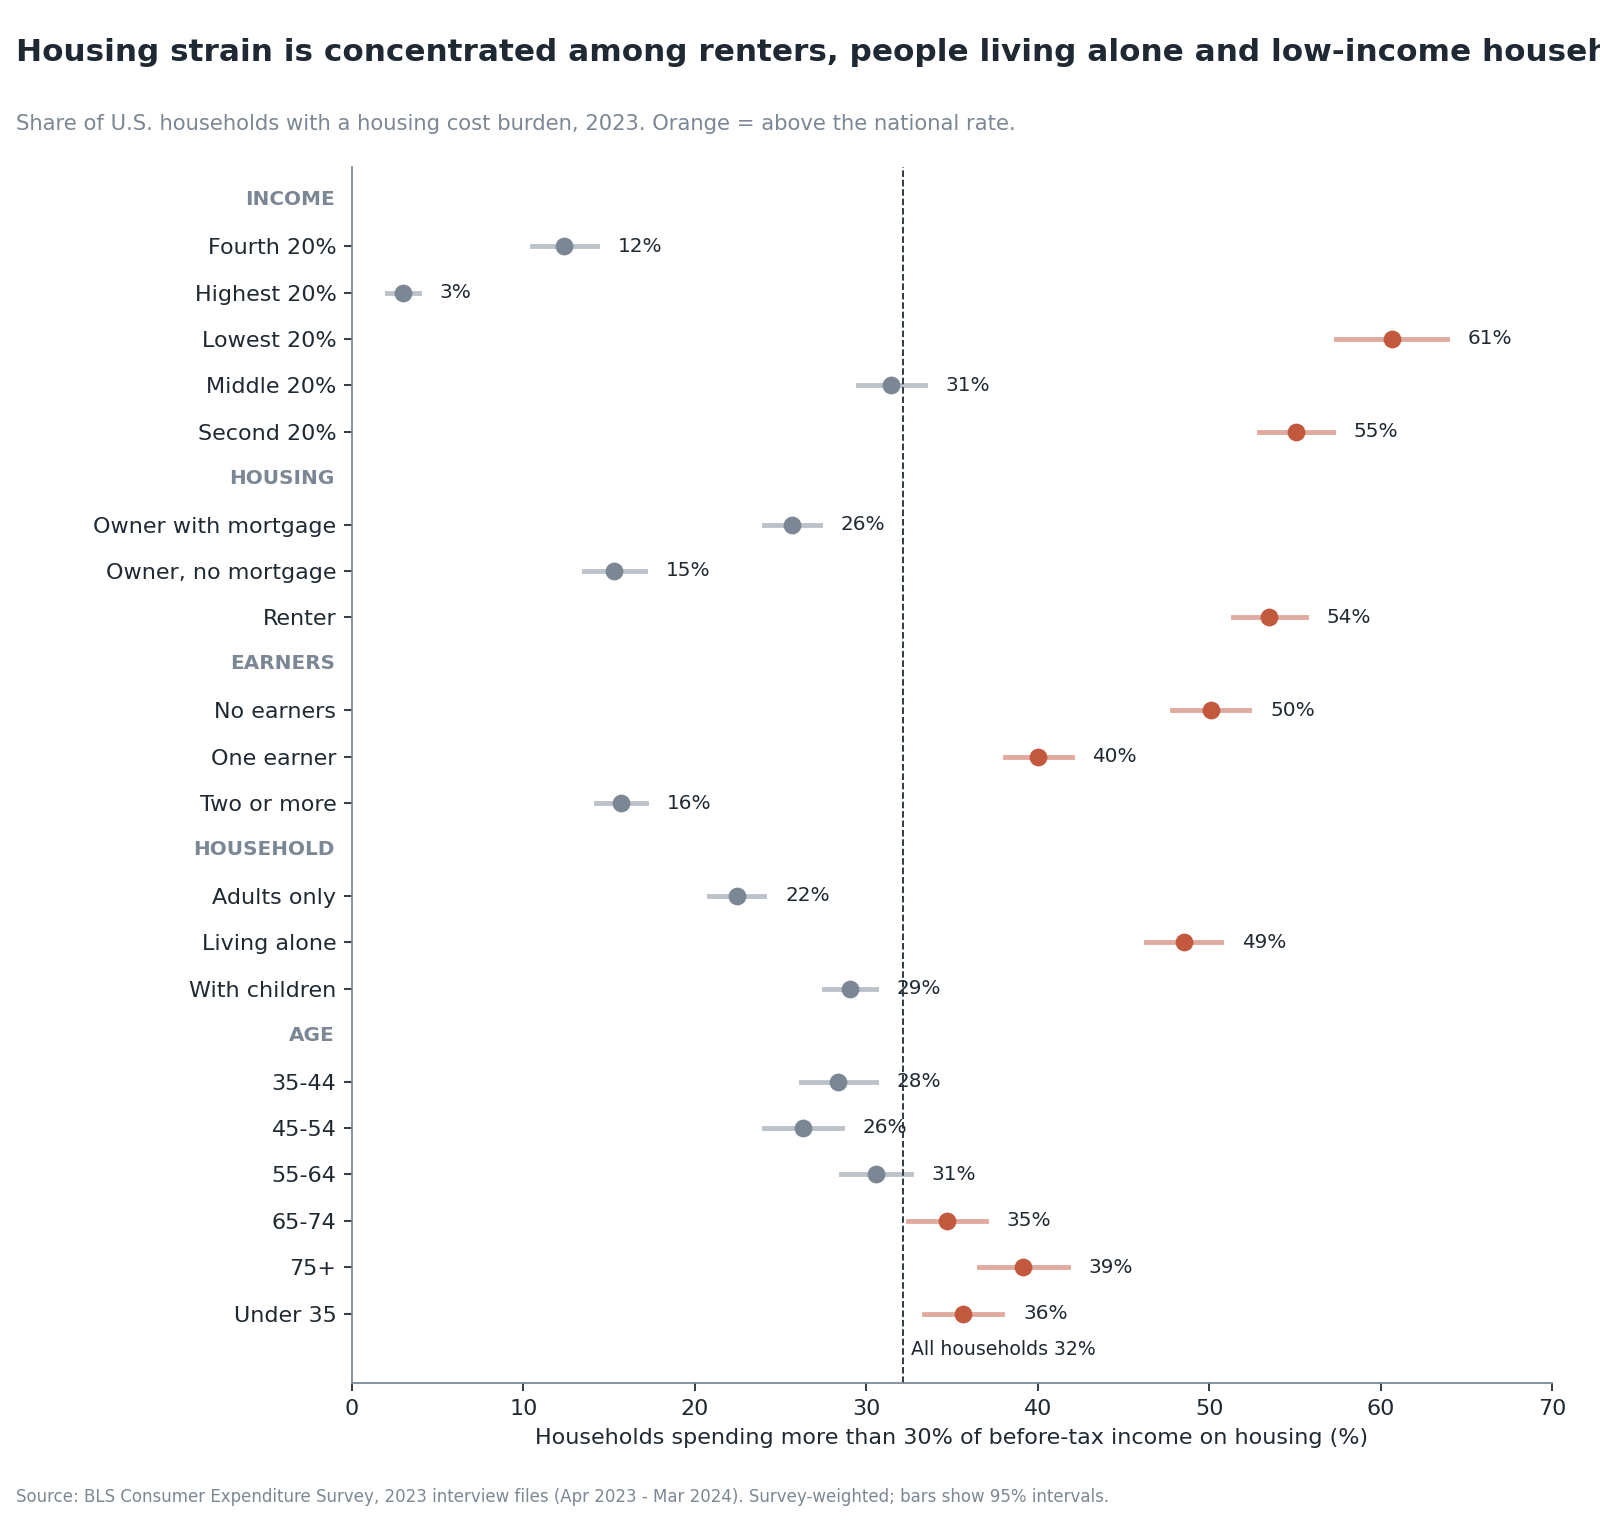 Housing strain is concentrated among renters, people living alone and low-income househ
Share of U.S. households with a housing cost burden, 2023. Orange = above the national rate.
INCOME
Fourth 20% 12%
Highest 20% 3%
Lowest 20% 61%
Middle 20% 31%
Second 20% 55%
HOUSING
Owner with mortgage 26%
Owner, no mortgage 15%
Renter 54%
EARNERS
No earners 50%
One earner 40%
Two or more 16%
HOUSEHOLD
Adults only 22%
Living alone 49%
With children 29%
AGE
35-44 28%
45-54 26%
55-64 31%
65-74 35%
75+ 39%
Under 35 36%
All households 32%
0 10 20 30 40 50 60 70
Households spending more than 30% of before-tax income on housing (%)
Source: BLS Consumer Expenditure Survey, 2023 interview files (Apr 2023 - Mar 2024). Survey-weighted; bars show 95% intervals.